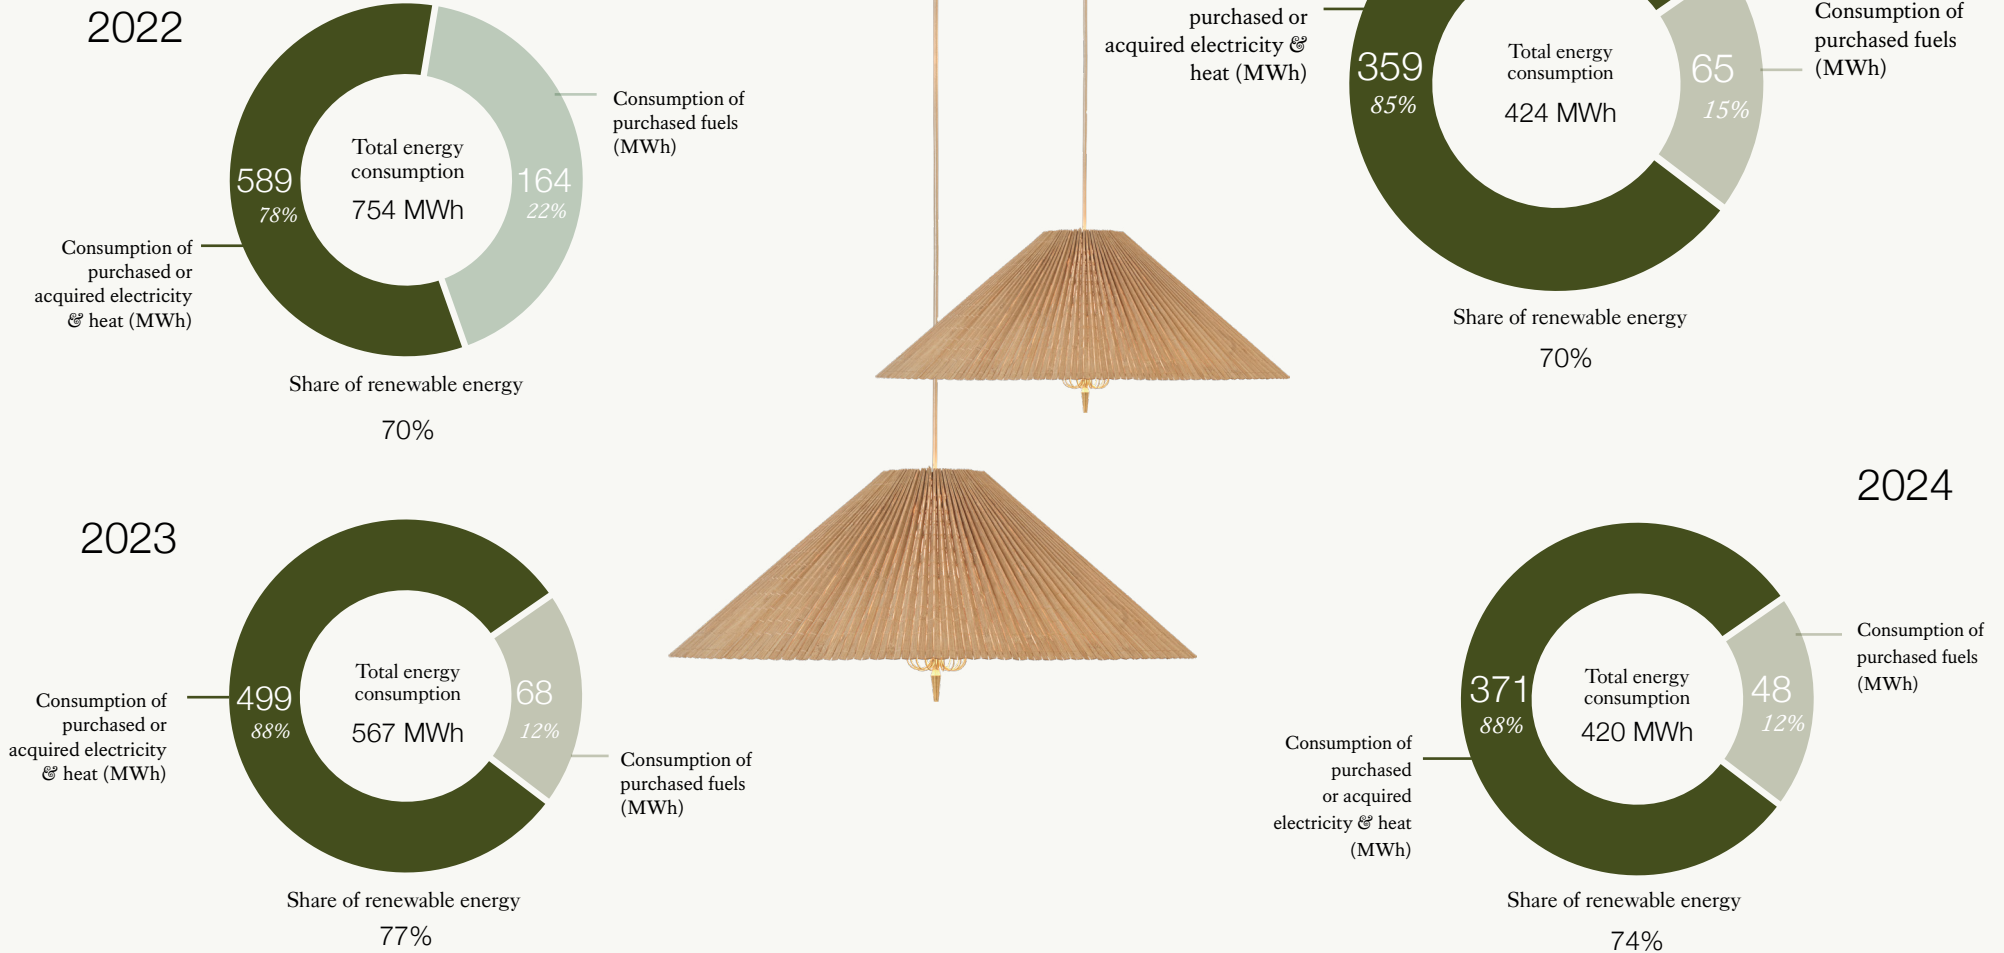 2022
589
78%
Total energy
consumption
754 MWh
164
22%
Consumption of
purchased fuels
(MWh)
Consumption of
purchased or
acquired electricity
& heat (MWh)
Share of renewable energy
70%
purchased or
acquired electricity &
heat (MWh)
359
85%
Total energy
consumption
424 MWh
65
15%
Consumption of
purchased fuels
(MWh)
Share of renewable energy
70%
2023
499
88%
Total energy
consumption
567 MWh
68
12%
Consumption of
purchased or
acquired electricity
& heat (MWh)
Consumption of
purchased fuels
(MWh)
Share of renewable energy
77%
2024
371
88%
Total energy
consumption
420 MWh
48
12%
Consumption of
purchased fuels
(MWh)
Consumption of
purchased
or acquired
electricity & heat
(MWh)
Share of renewable energy
74%